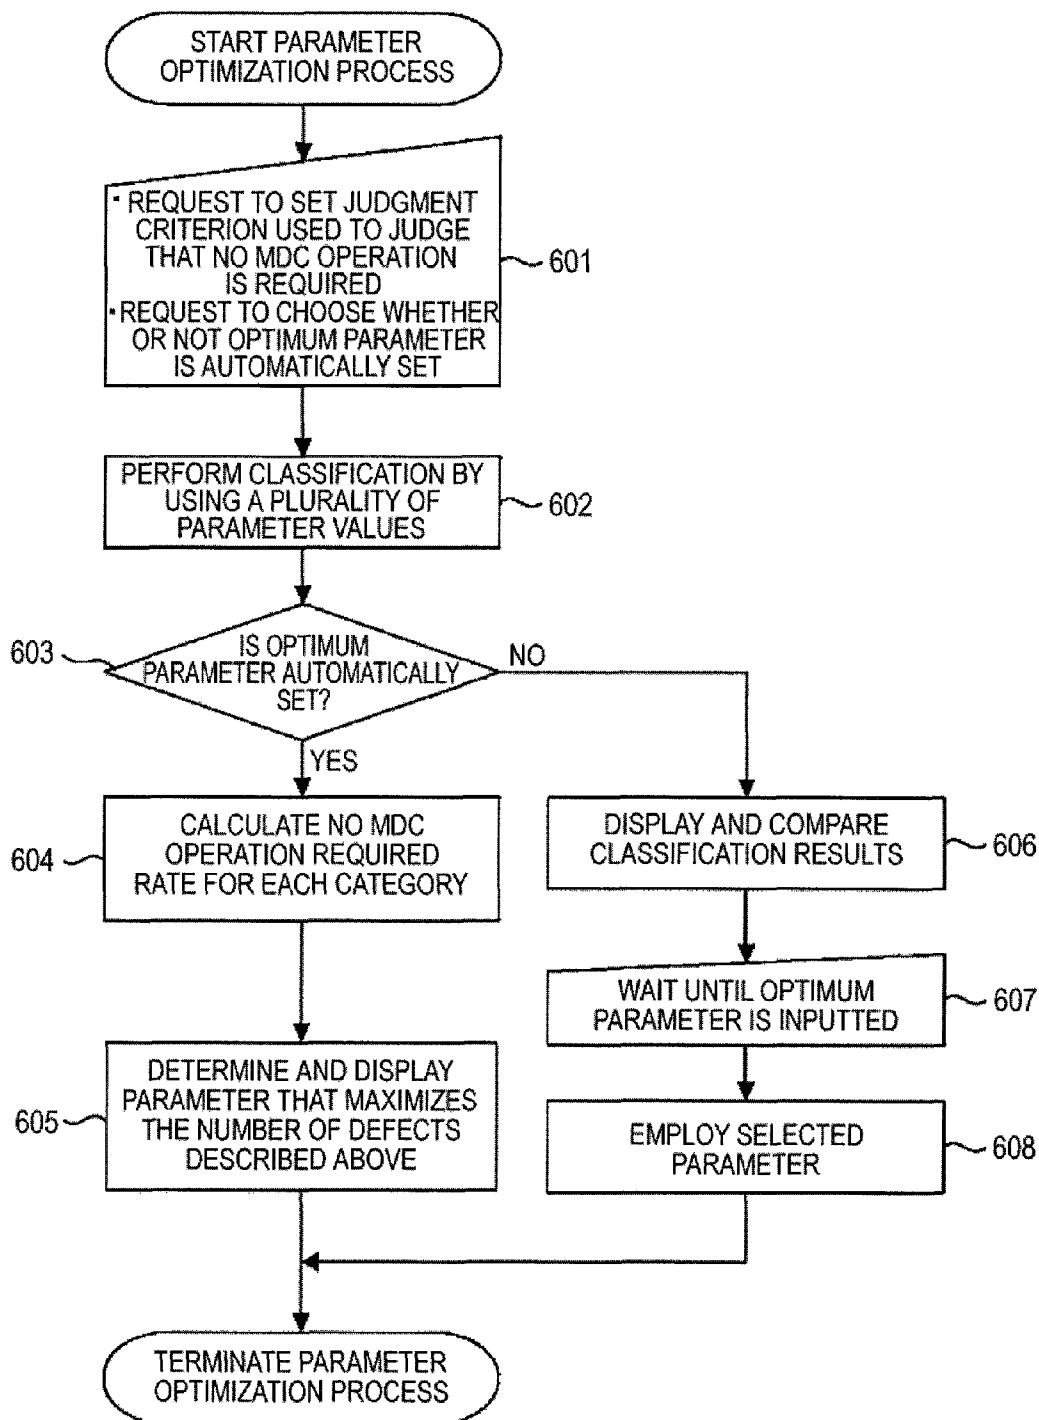 START PARAMETER
OPTIMIZATION PROCESS
• REQUEST TO SET JUDGMENT
CRITERION USED TO JUDGE
THAT NO MDC OPERATION
IS REQUIRED
• REQUEST TO CHOOSE WHETHER
OR NOT OPTIMUM PARAMETER
IS AUTOMATICALLY SET
601
PERFORM CLASSIFICATION BY
USING A PLURALITY OF
PARAMETER VALUES
602
603
IS OPTIMUM
PARAMETER AUTOMATICALLY
SET?
NO
YES
604
CALCULATE NO MDC
OPERATION REQUIRED
RATE FOR EACH CATEGORY
605
DETERMINE AND DISPLAY
PARAMETER THAT MAXIMIZES
THE NUMBER OF DEFECTS
DESCRIBED ABOVE
DISPLAY AND COMPARE
CLASSIFICATION RESULTS
606
WAIT UNTIL OPTIMUM
PARAMETER IS INPUTTED
607
EMPLOY SELECTED
PARAMETER
608
TERMINATE PARAMETER
OPTIMIZATION PROCESS